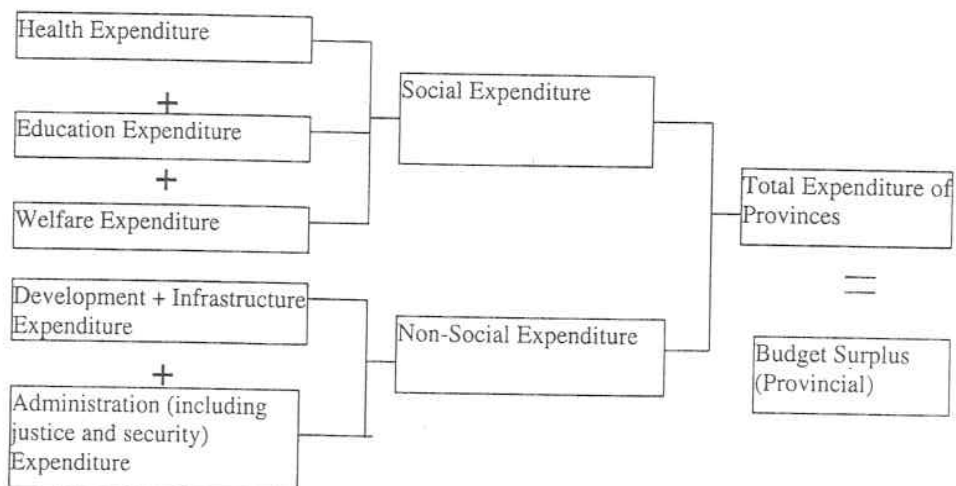 Health Expenditure
+
Education Expenditure
+
Welfare Expenditure
Development + Infrastructure
Expenditure
+
Administration (including
justice and security)
Expenditure
Social Expenditure
Non-Social Expenditure
Total Expenditure of
Provinces
=
Budget Surplus
(Provincial)